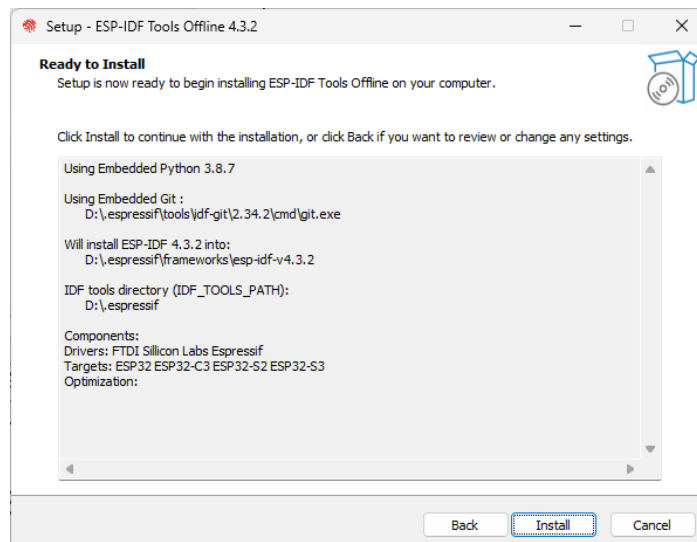 Setup - ESP-IDF Tools Offline 4.3.2
Ready to Install
Setup is now ready to begin installing ESP-IDF Tools Offline on your computer.
Click Install to continue with the installation, or click Back if you want to review or change any settings.
Using Embedded Python 3.8.7
Using Embedded Git :
D:\.espressif\tools\idf-git\2.34.2\cmd\git.exe
Will install ESP-IDF 4.3.2 into:
D:\.espressif\frameworks\esp-idf-v4.3.2
IDF tools directory (IDF_TOOLS_PATH):
D:\.espressif
Components:
Drivers: FTDI Sillicon Labs Espressif
Targets: ESP32 ESP32-C3 ESP32-S2 ESP32-S3
Optimization:
Back Install Cancel